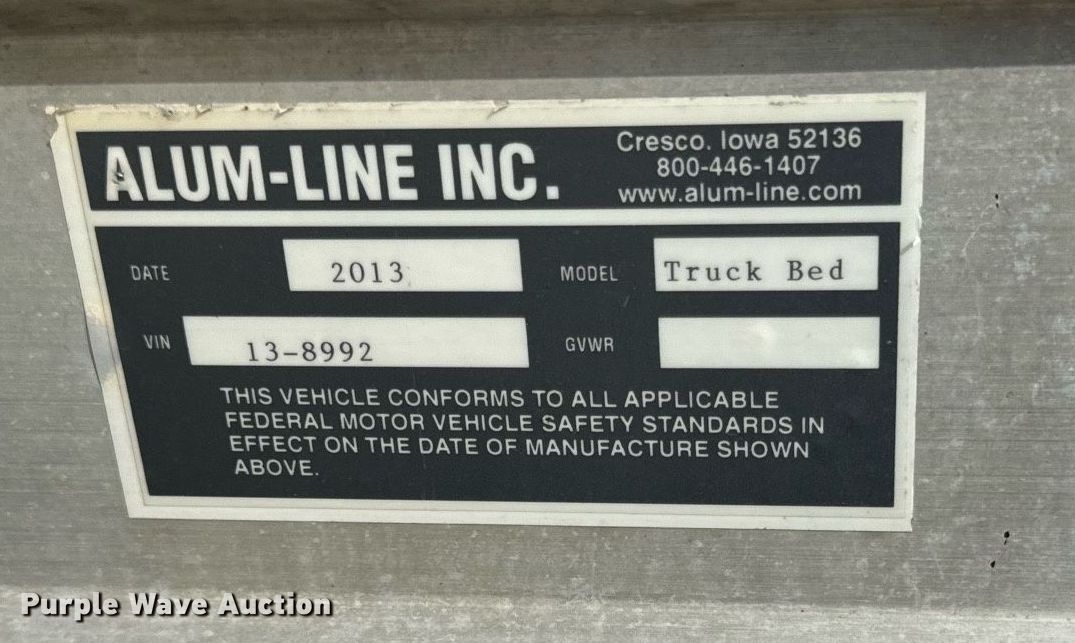 ALUM-LINE INC.
Cresco. Iowa 52136
800-446-1407
www.alum-line.com
DATE 2013 MODEL Truck Bed
VIN 13-8992 GVWR
THIS VEHICLE CONFORMS TO ALL APPLICABLE
FEDERAL MOTOR VEHICLE SAFETY STANDARDS IN
EFFECT ON THE DATE OF MANUFACTURE SHOWN
ABOVE.
Purple Wave Auction